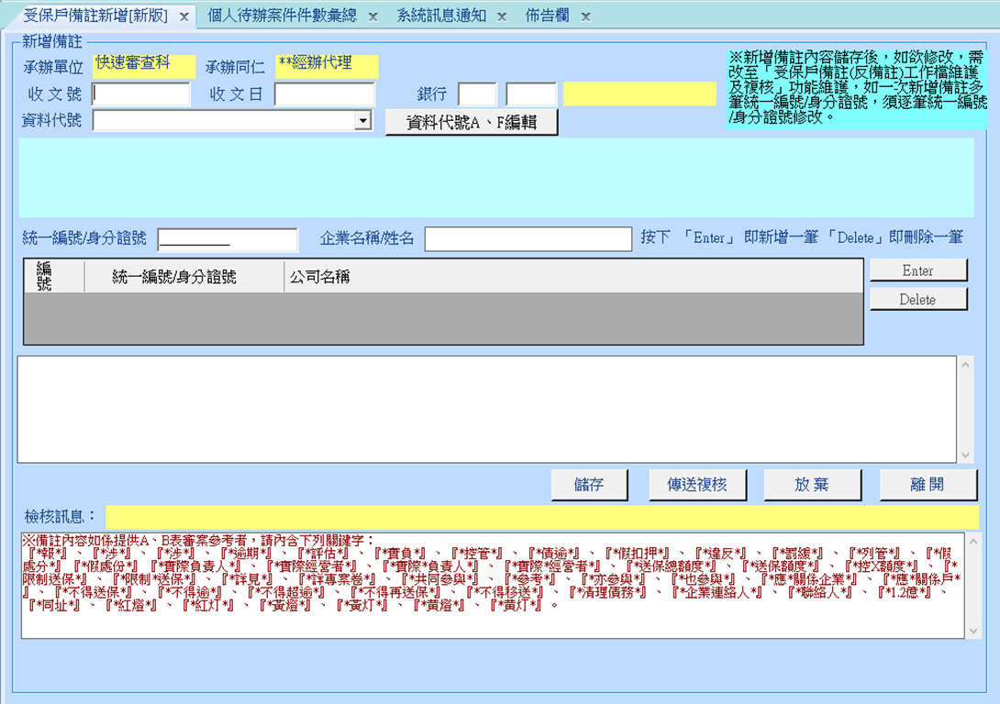 受保戶備註新增[新版] × 個人待辦案件件數彙總 × 系統訊息通知 × 佈告欄 ×
新增備註
承辦單位 快速審查科 承辦同仁 **經辦代理
收文號 收文日 銀行
資料代號 資料代號A、F編輯
※新增備註內容儲存後，如欲修改，需
改至「受保戶備註(反備註)工作檔維護
及複核」功能維護，如一次新增備註多
筆統一編號/身分證號，須逐筆統一編號
/身分證號修改。
統一編號/身分證號 企業名稱/姓名 按下 「Enter」 即新增一筆 「Delete」即刪除一筆
編號 統一編號/身分證號 公司名稱
Enter
Delete
儲存 傳送複核 放棄 離開
檢核訊息：
※備註內容如係提供A、B表審案參考者，請內含下列關鍵字：
『*報*』、『*涉*』、『*涉*』、『*逾期*』、『*評估*』、『*實負*』、『*控管*』、『*債逾*』、『*假扣押*』、『*違反*』、『*罰緩*』、『*列管*』、『*假
處分*』『*假處份*』『*實際負責人*』、『*實際經營者*』、『*實際*負責人*』、『*實際*經營者*』、『*送保總額度*』、『*送保額度*』、『*控又額度*』、『*
限制送保*』、『*限制*送保*』、『*詳見*』、『*詳專案卷*』、『*共同參與*』、『*參考*』、『*亦參與*』、『*也參與*』、『*應*關係企業*』、『*應*關係戶*
』、『*不得送保*』、『*不得逾*』、『*不得超逾*』、『*不得再送保*』、『*不得移送*』、『*清理債務*』、『*企業連絡人*』、『*聯絡人*』、『*1.2億*』、
『*同址*』、『*紅燈*』、『*紅灯*』、『*黃燈*』、『*黃灯*』、『*黄燈*』、『*黄灯*』。